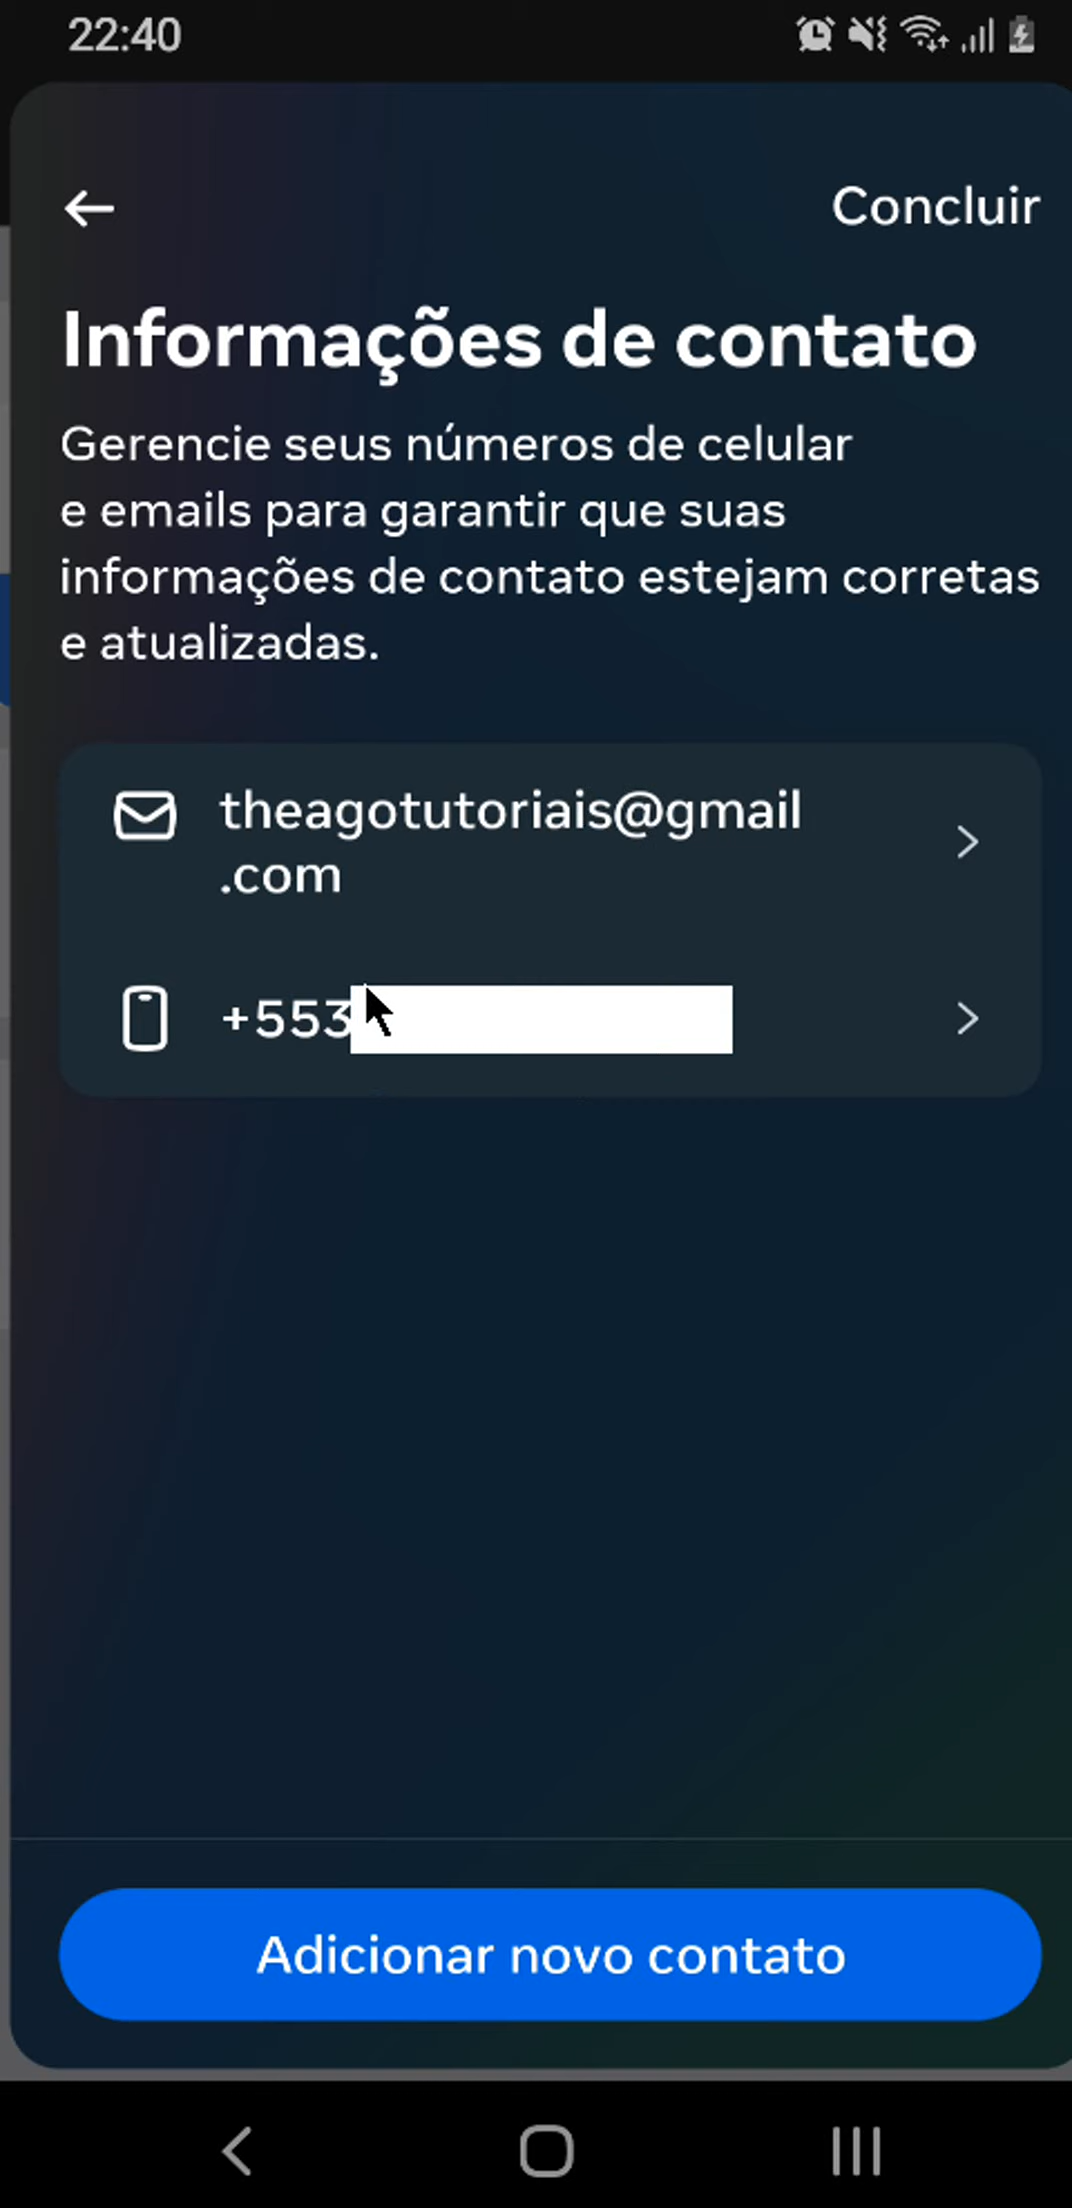 22:40
Concluir
Informações de contato
Gerencie seus números de celular
e emails para garantir que suas
informações de contato estejam corretas
e atualizadas.
theagotutoriais@gmail
.com
+553
Adicionar novo contato